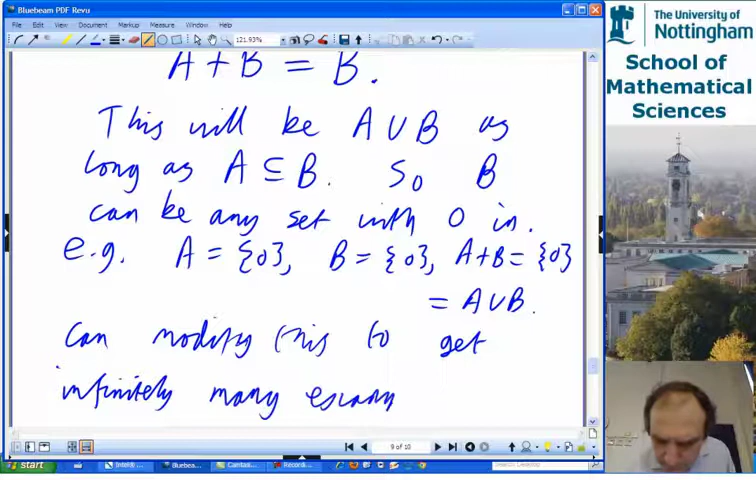 Bluebeam PDF Revu
File Edit View Document Markup Measure Window Help
121.93%
A + B = B.
This will be A ∪ B as
long as A ⊆ B. So B
can be any set with 0 in.
e.g. A = {0}, B = {0}, A+B = {0}
= A ∪ B.
Can modify this to get
infinitely many
9 of 10
start
The University of
Nottingham
School of
Mathematical
Sciences